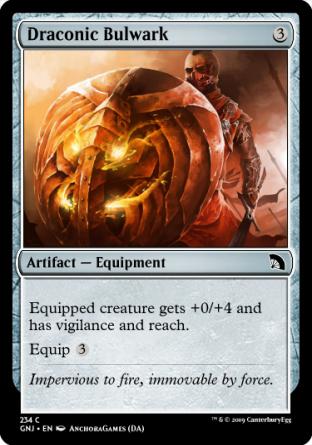 Draconic Bulwark 3
Artifact — Equipment
Equipped creature gets +0/+4 and
has vigilance and reach.
Equip 3
Impervious to fire, immovable by force.
234 C
GNJ • EN AnchoraGames (DA)
™ & © 2019 CanterburyEgg